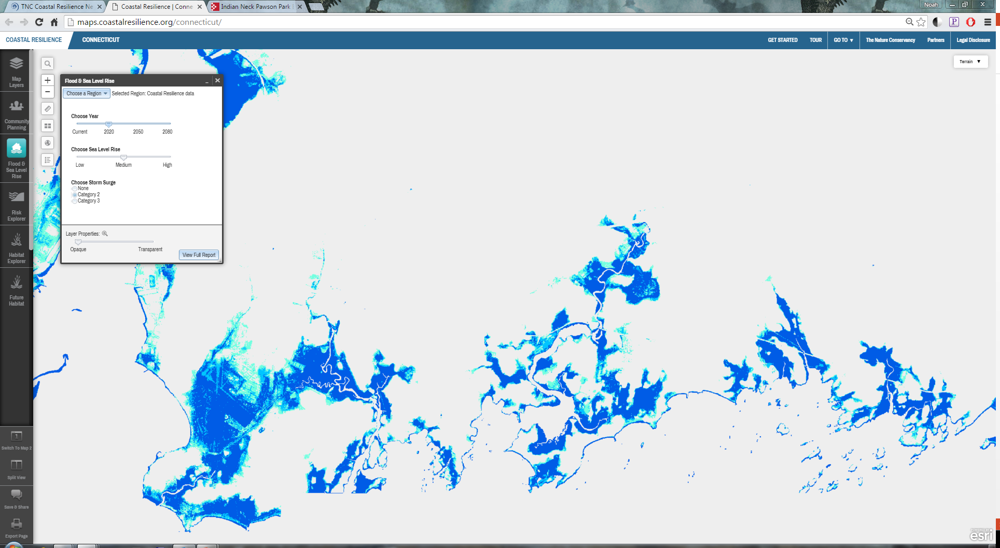 TNC Coastal Resilience Ne
Coastal Resilience | Conne
Indian Neck Pawson Park
Noah
maps.coastalresilience.org/connecticut/
COASTAL RESILIENCE
CONNECTICUT
GET STARTED
TOUR
GO TO ▼
The Nature Conservancy
Partners
Legal Disclosure
Map
Layers
Community
Planning
Flood &
Sea Level
Rise
Risk
Explorer
Habitat
Explorer
Future
Habitat
1
Switch To Map 2
Split View
Save & Share
Export Page
Terrain ▼
Flood & Sea Level Rise
Choose a Region
Selected Region: Coastal Resilience data
Choose Year
Current 2020 2050 2080
Choose Sea Level Rise
Low Medium High
Choose Storm Surge
None
Category 2
Category 3
Layer Properties:
Opaque Transparent
View Full Report
POWERED BY
esri